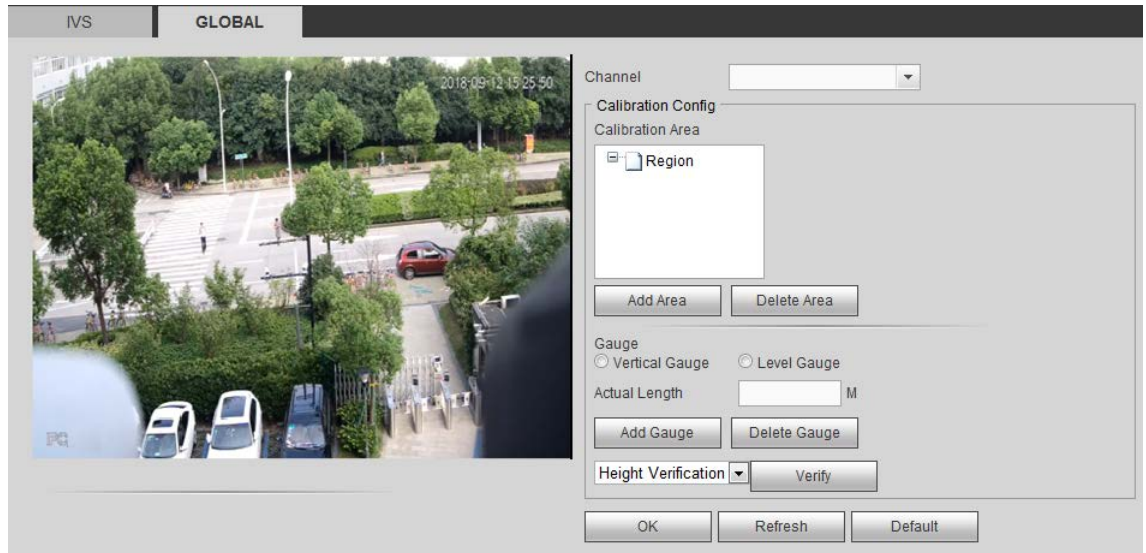 IVS
GLOBAL
2018-09-12 15:25:50
Channel
Calibration Config
Calibration Area
Region
Add Area
Delete Area
Gauge
Vertical Gauge
Level Gauge
Actual Length
M
Add Gauge
Delete Gauge
Height Verification
Verify
OK
Refresh
Default